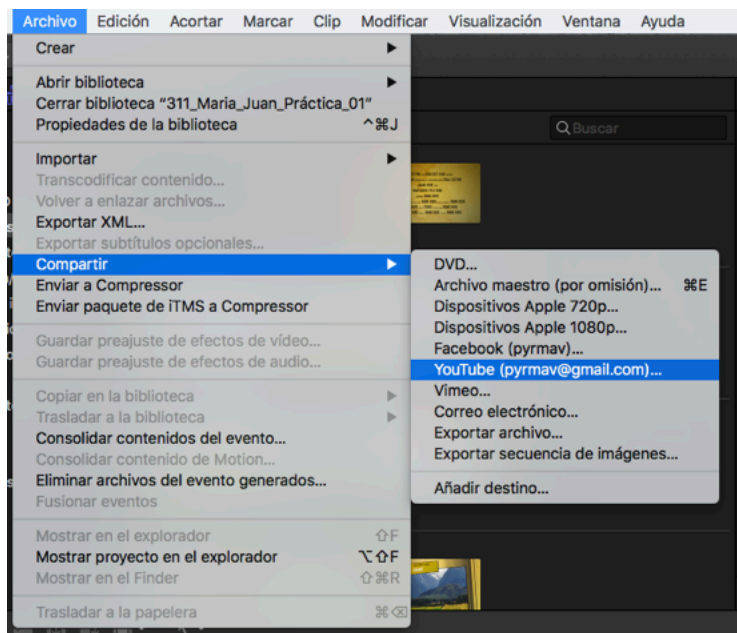 Archivo Edición Acortar Marcar Clip Modificar Visualización Ventana Ayuda
Crear
Abrir biblioteca
Cerrar biblioteca "311_Maria_Juan_Práctica_01"
Propiedades de la biblioteca ^⌘J
Buscar
Importar
Transcodificar contenido...
Volver a enlazar archivos...
Exportar XML...
Exportar subtítulos opcionales...
Compartir
Enviar a Compressor
Enviar paquete de iTMS a Compressor
Guardar preajuste de efectos de vídeo...
Guardar preajuste de efectos de audio...
Copiar en la biblioteca
Trasladar a la biblioteca
Consolidar contenidos del evento...
Consolidar contenido de Motion...
Eliminar archivos del evento generados...
Fusionar eventos
Mostrar en el explorador ⇧F
Mostrar proyecto en el explorador ⌥⇧F
Mostrar en el Finder ⇧⌘R
Trasladar a la papelera ⌘⌫
DVD...
Archivo maestro (por omisión)... ⌘E
Dispositivos Apple 720p...
Dispositivos Apple 1080p...
Facebook (pyrmav)...
YouTube (pyrmav@gmail.com)...
Vimeo...
Correo electrónico...
Exportar archivo...
Exportar secuencia de imágenes...
Añadir destino...